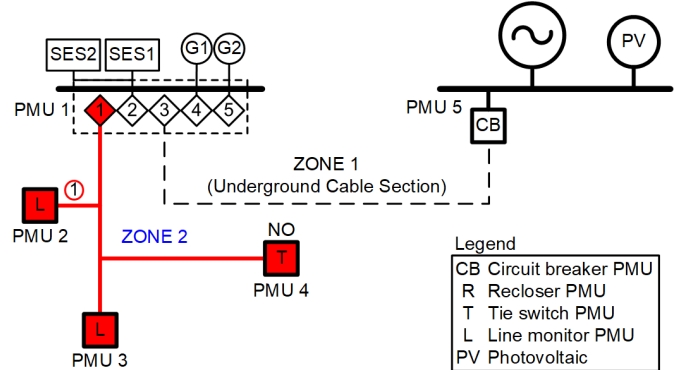 SES2 SES1 G1 G2 PV
PMU 1 1 2 3 4 5 PMU 5
CB
ZONE 1
(Underground Cable Section)
1
L
PMU 2
ZONE 2
NO
T
PMU 4
L
PMU 3
Legend
CB Circuit breaker PMU
R Recloser PMU
T Tie switch PMU
L Line monitor PMU
PV Photovoltaic